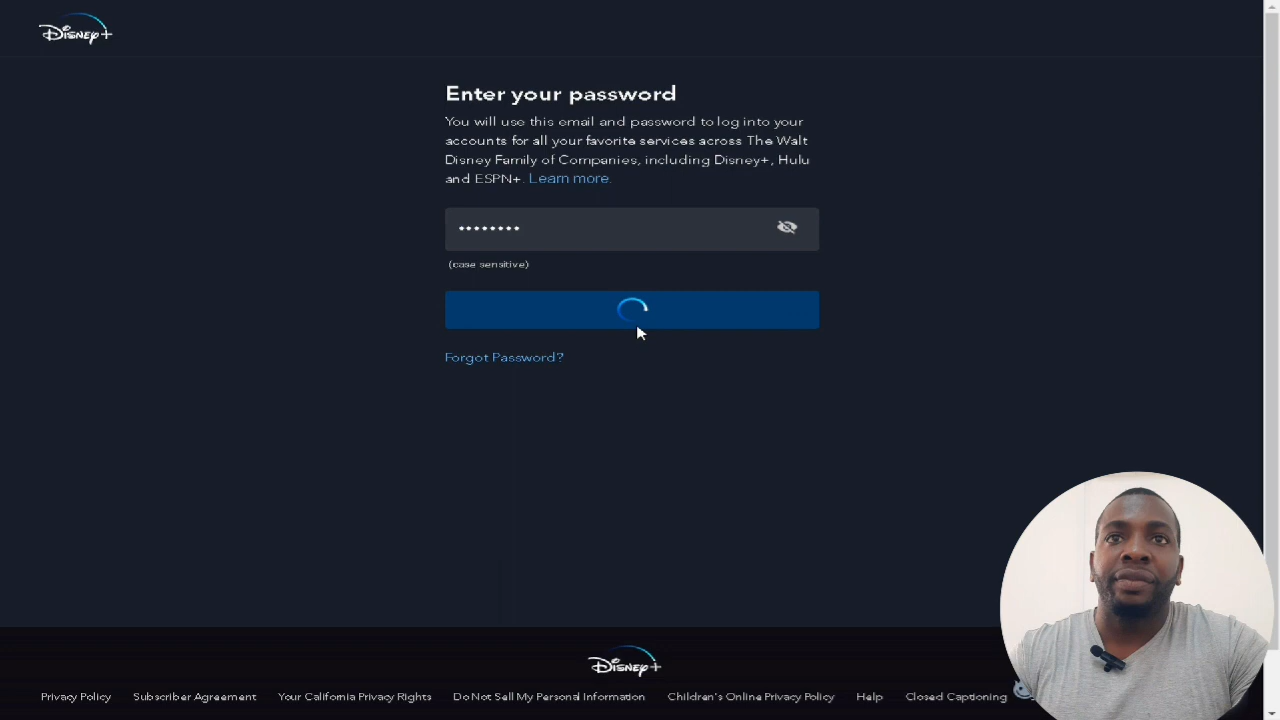 Disney+
Enter your password
You will use this email and password to log into your
accounts for all your favorite services across The Walt
Disney Family of Companies, including Disney+, Hulu
and ESPN+. Learn more.
••••••••
(case sensitive)
Forgot Password?
Disney+
Privacy Policy Subscriber Agreement Your California Privacy Rights Do Not Sell My Personal Information Children's Online Privacy Policy Help Closed Captioning